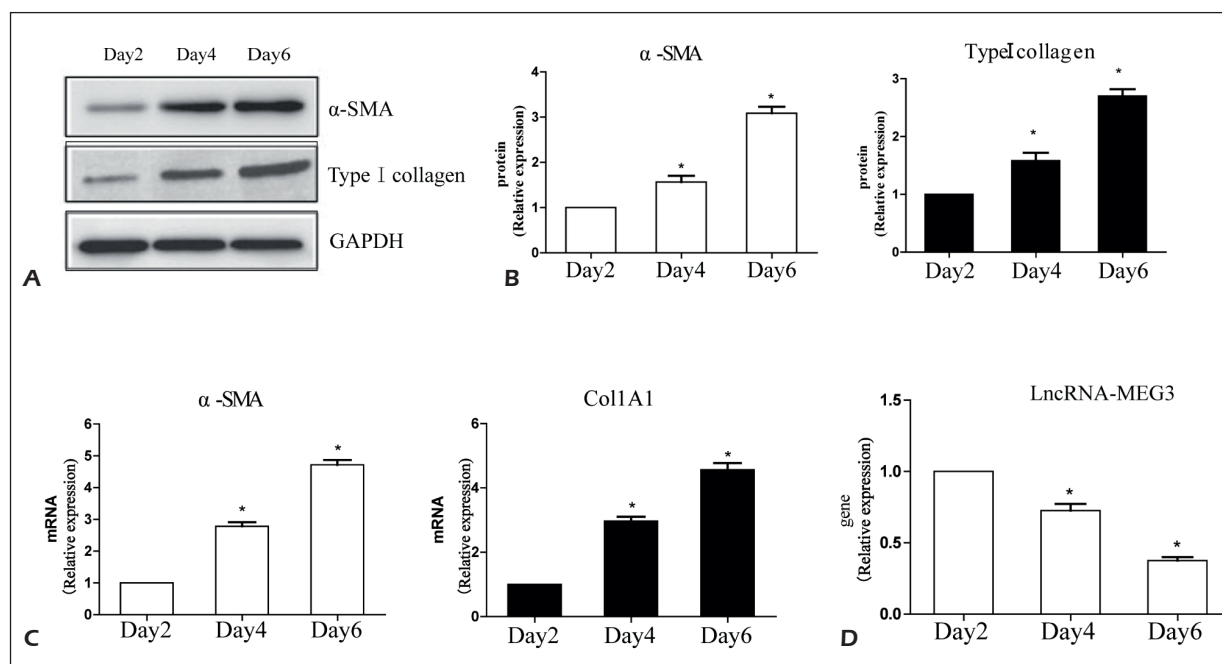 Day2 Day4 Day6
α-SMA
Type I collagen
GAPDH
A
α -SMA
protein
(Relative expression)
4
3
2
1
0
* *
Day2 Day4 Day6
B
TypeIcollagen
protein
(Relative expression)
3
2
1
0
* *
Day2 Day4 Day6
α -SMA
mRNA
(Relative expression)
6
5
4
3
2
1
0
* *
Day2 Day4 Day6
C
Col1A1
mRNA
(Relative expression)
6
4
2
0
* *
Day2 Day4 Day6
LncRNA-MEG3
gene
(Relative expression)
1.5
1.0
0.5
0.0
* *
Day2 Day4 Day6
D